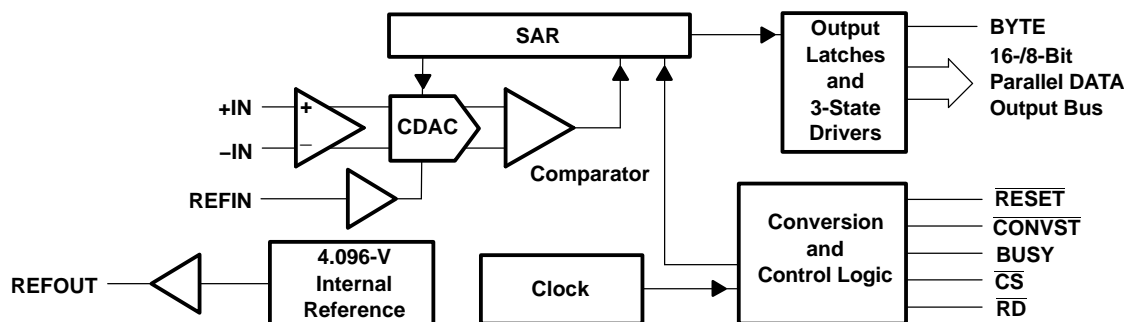 SAR
Output
Latches
and
3-State
Drivers
BYTE
16-/8-Bit
Parallel DATA
Output Bus
+IN
−IN
+
−
CDAC
Comparator
REFIN
REFOUT
4.096-V
Internal
Reference
Clock
Conversion
and
Control Logic
RESET
CONVST
BUSY
CS
RD